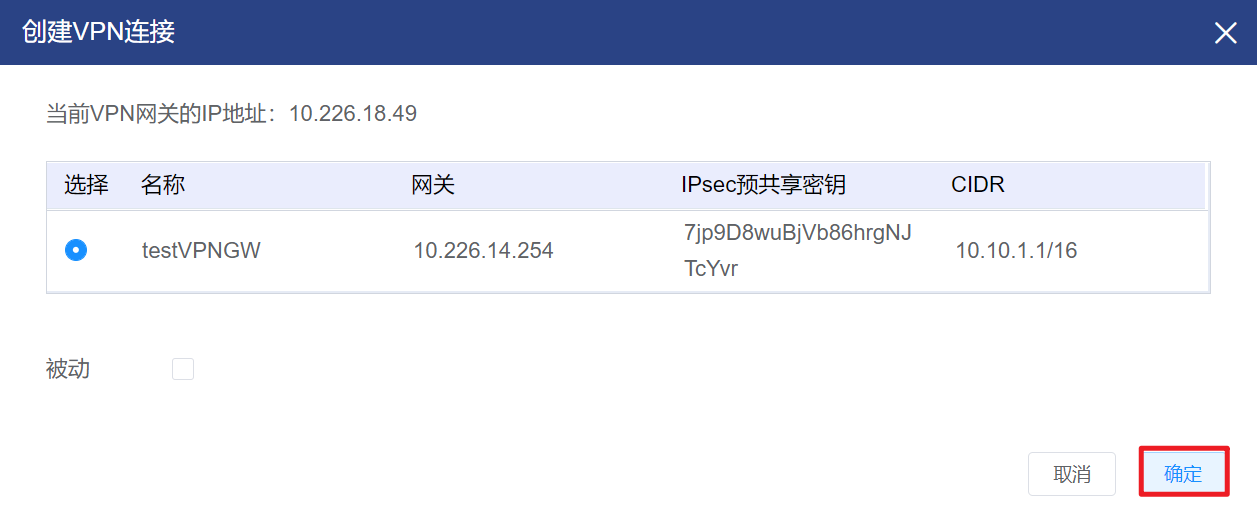 创建VPN连接
当前VPN网关的IP地址：10.226.18.49
选择 名称 网关 IPsec预共享密钥 CIDR
testVPNGW 10.226.14.254 7jp9D8wuBjVb86hrgNJ 10.10.1.1/16
TcYvr
被动
取消 确定